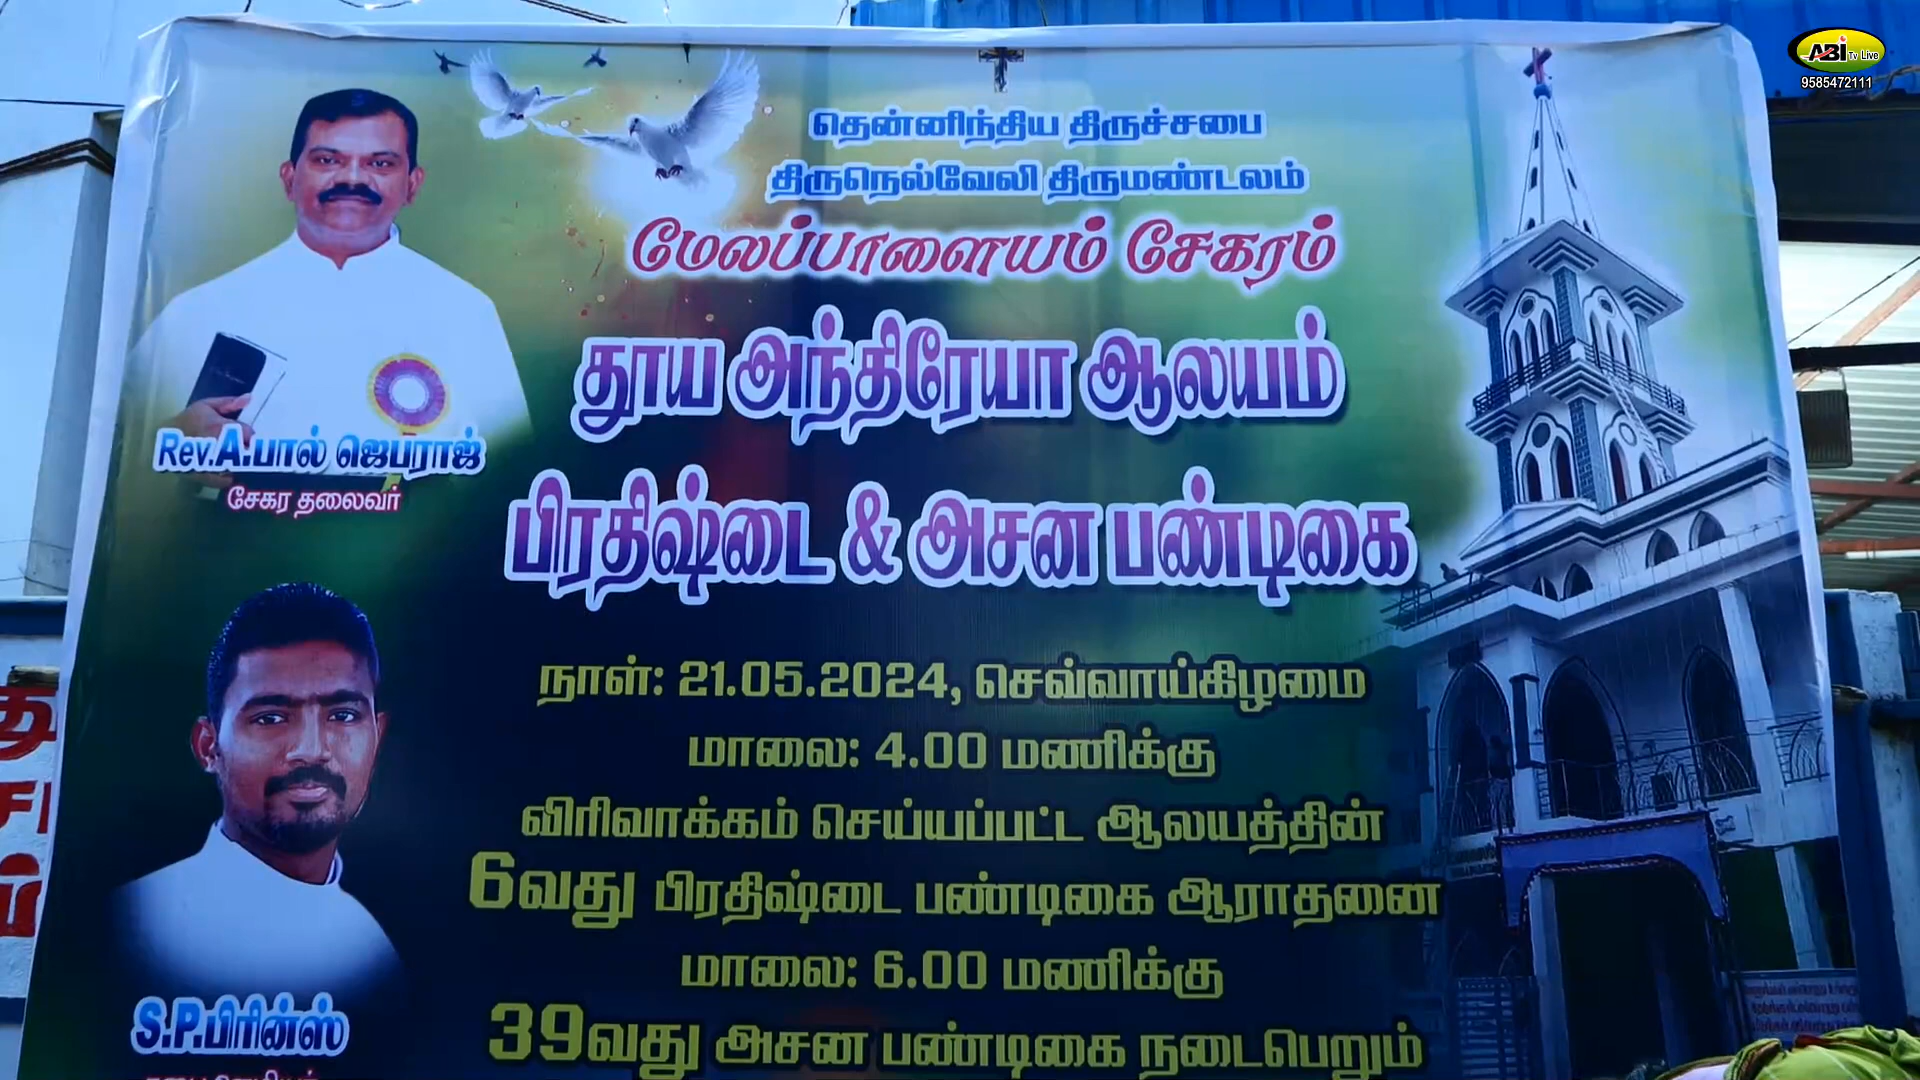 ABi Tv Live
9585472111
தென்னிந்திய திருச்சபை
திருநெல்வேலி திருமண்டலம்
மேலப்பாளையம் சேகரம்
தூய அந்திரேயா ஆலயம்
பிரதிஷ்டை & அசன பண்டிகை
Rev.A.பால் ஜெபராஜ்
சேகர தலைவர்
நாள்: 21.05.2024, செவ்வாய்கிழமை
மாலை: 4.00 மணிக்கு
விரிவாக்கம் செய்யப்பட்ட ஆலயத்தின்
6வது பிரதிஷ்டை பண்டிகை ஆராதனை
மாலை: 6.00 மணிக்கு
39வது அசன பண்டிகை நடைபெறும்
S.P.பிரின்ஸ்